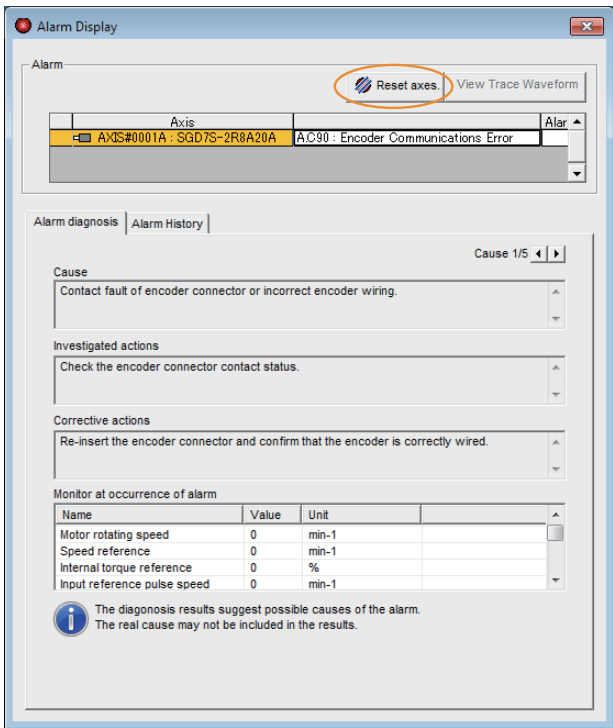 Alarm Display
Alarm
Reset axes.
View Trace Waveform
Axis
Alar
AXIS#0001A : SGD7S-2R8A20A
A.C90 : Encoder Communications Error
Alarm diagnosis
Alarm History
Cause 1/5
Cause
Contact fault of encoder connector or incorrect encoder wiring.
Investigated actions
Check the encoder connector contact status.
Corrective actions
Re-insert the encoder connector and confirm that the encoder is correctly wired.
Monitor at occurrence of alarm
Name Value Unit
Motor rotating speed 0 min-1
Speed reference 0 min-1
Internal torque reference 0 %
Input reference pulse speed 0 min-1
The diagonosis results suggest possible causes of the alarm.
The real cause may not be included in the results.